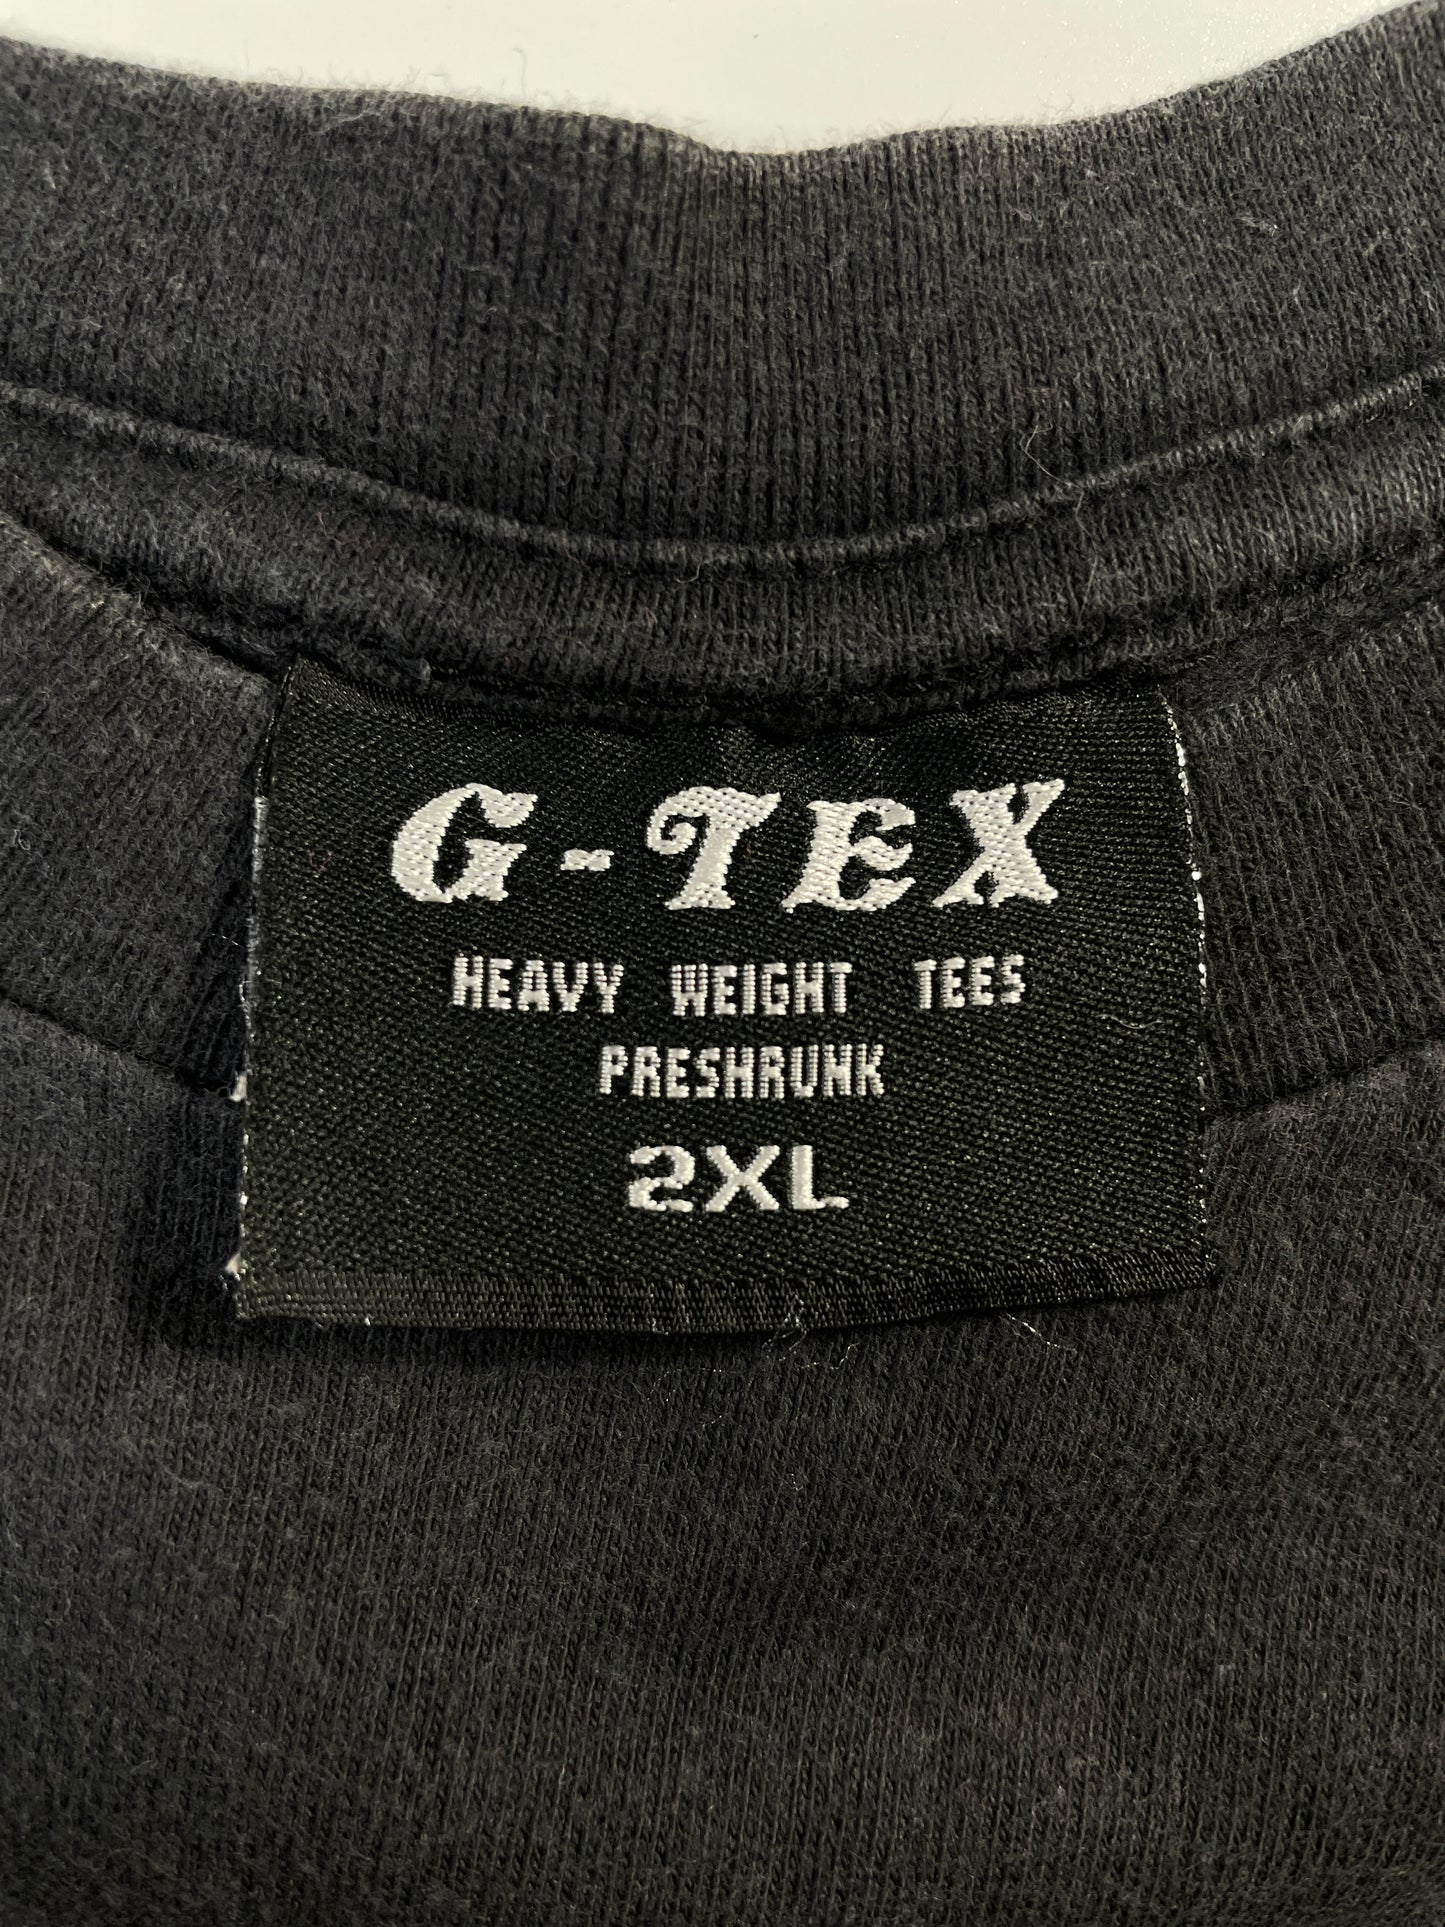 G-TEX
HEAVY WEIGHT TEES
PRESHRUNK
2XL